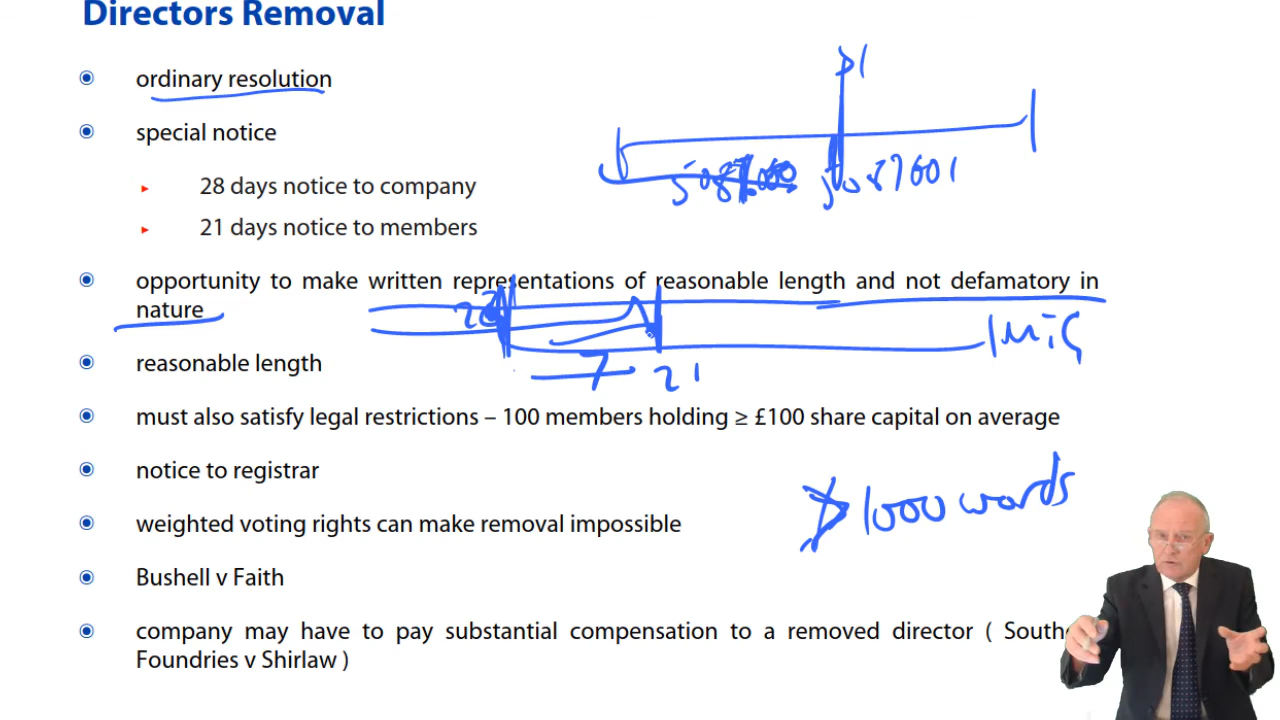 Directors Removal
ordinary resolution
special notice
28 days notice to company
21 days notice to members
opportunity to make written representations of reasonable length and not defamatory in
nature
reasonable length
7 21
must also satisfy legal restrictions – 100 members holding ≥ £100 share capital on average
notice to registrar
1000 words
weighted voting rights can make removal impossible
Bushell v Faith
company may have to pay substantial compensation to a removed director ( South
Foundries v Shirlaw )